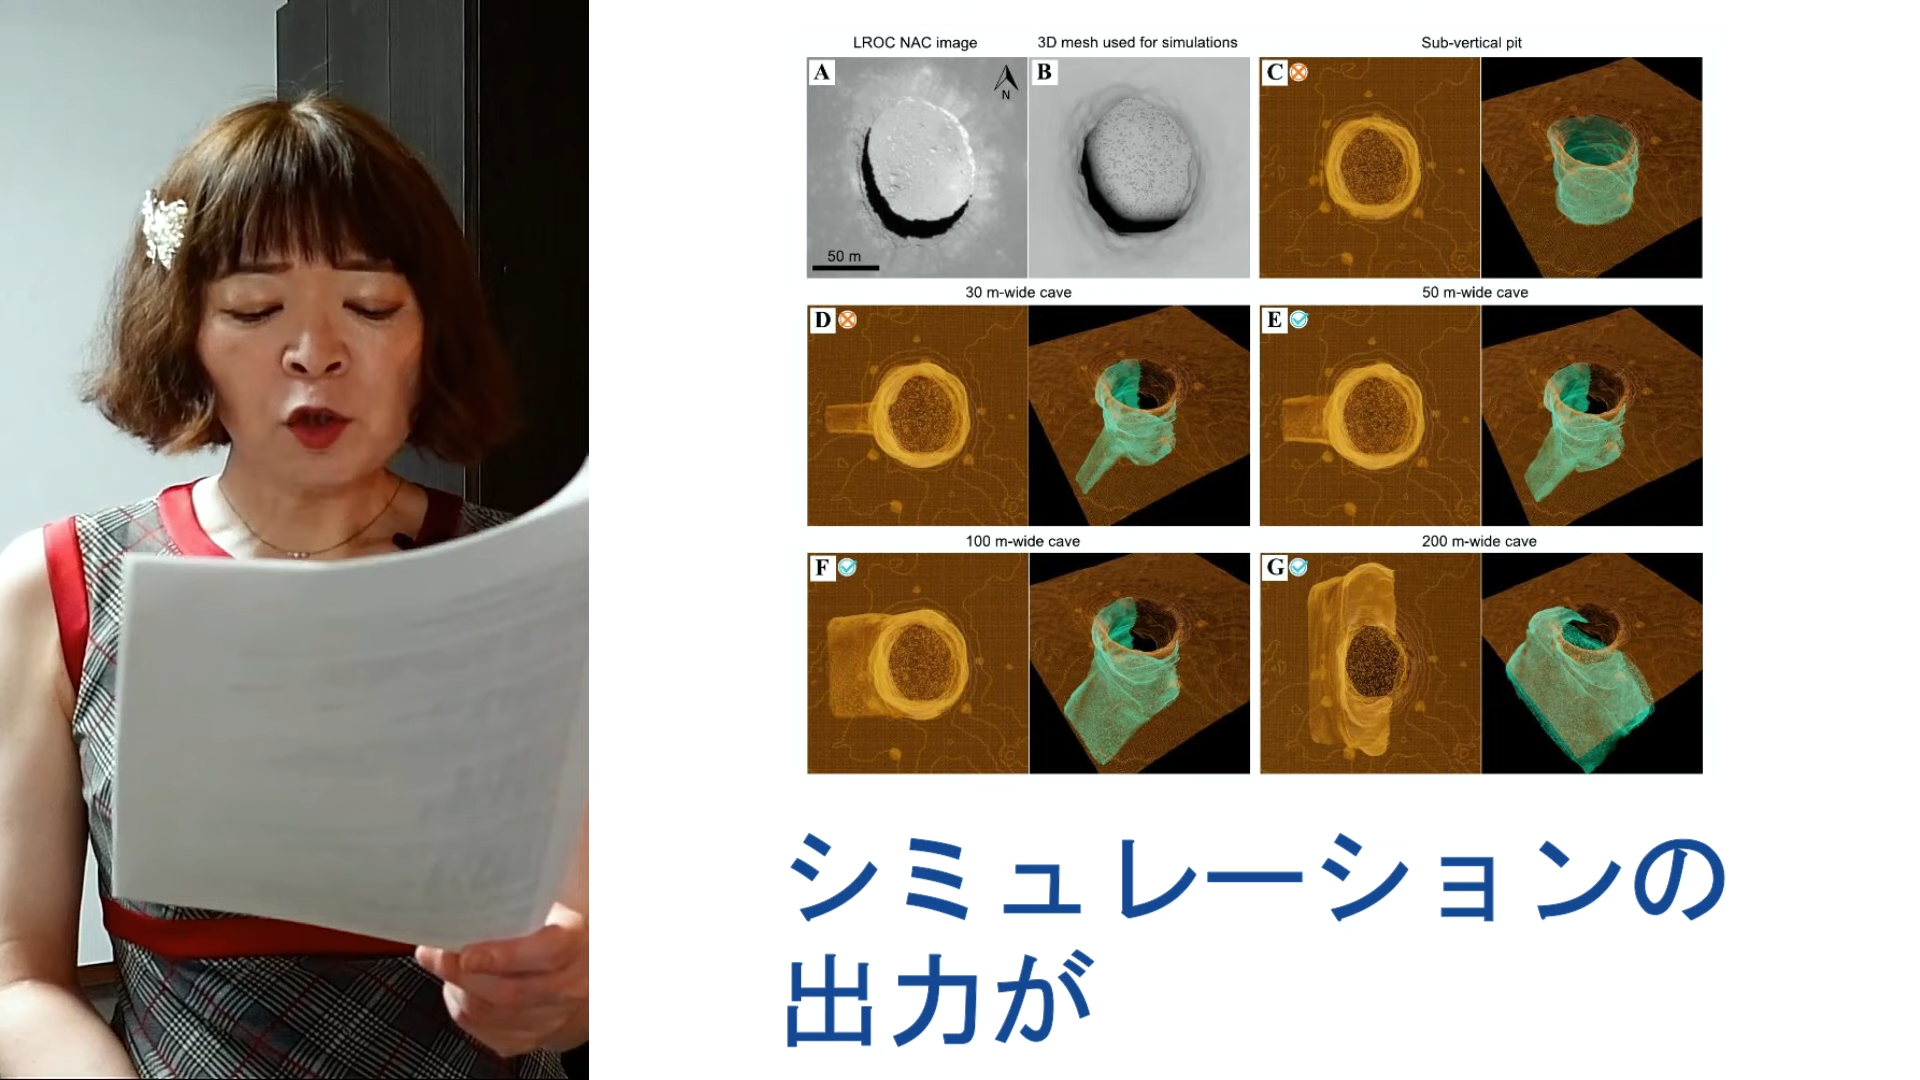 LROC NAC image
3D mesh used for simulations
Sub-vertical pit
A
N
50 m
B
C
30 m-wide cave
50 m-wide cave
D
E
100 m-wide cave
200 m-wide cave
F
G
シミュレーションの
出力が